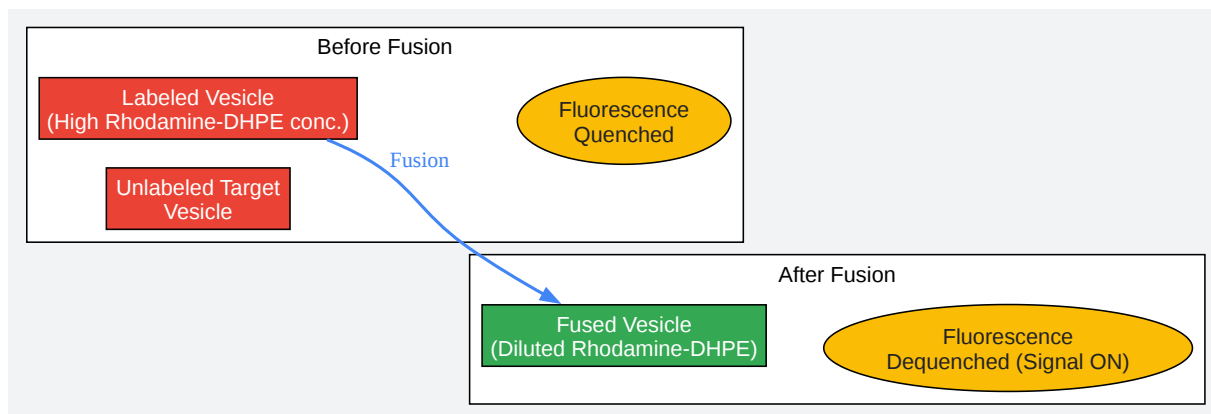 Before Fusion
Labeled Vesicle
(High Rhodamine-DHPE conc.)
Fluorescence
Quenched
Fusion
Unlabeled Target
Vesicle
After Fusion
Fused Vesicle
(Diluted Rhodamine-DHPE)
Fluorescence
Dequenched (Signal ON)